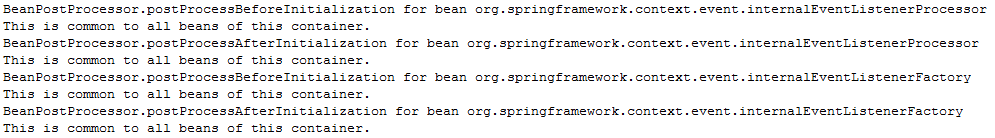 BeanPostProcessor.postProcessBeforeInitialization for bean org.springframework.context.event.internalEventListenerProcessor
This is common to all beans of this container.
BeanPostProcessor.postProcessAfterInitialization for bean org.springframework.context.event.internalEventListenerProcessor
This is common to all beans of this container.
BeanPostProcessor.postProcessBeforeInitialization for bean org.springframework.context.event.internalEventListenerFactory
This is common to all beans of this container.
BeanPostProcessor.postProcessAfterInitialization for bean org.springframework.context.event.internalEventListenerFactory
This is common to all beans of this container.